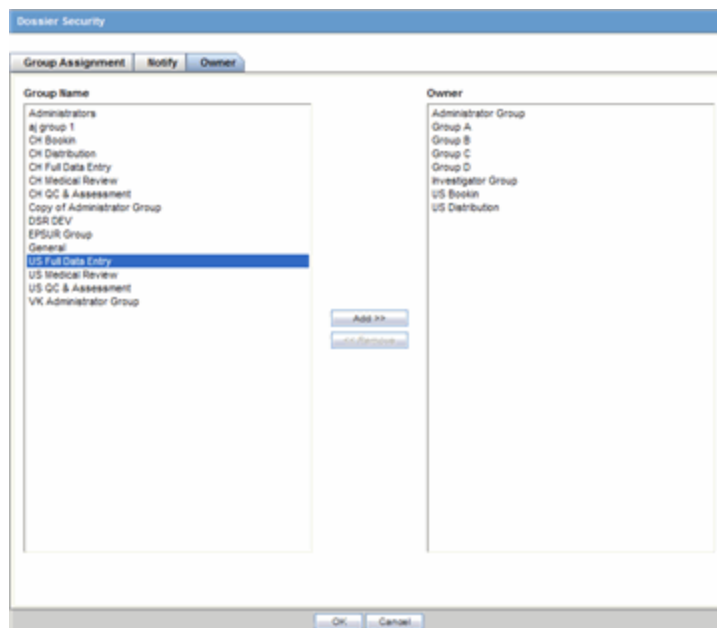 Dossier Security
Group Assignment Notify Owner
Group Name
Administrators
aj group 1
CH Bookin
CH Distribution
CH Full Data Entry
CH Medical Review
CH QC & Assessment
Copy of Administrator Group
DSR DEV
EPSUR Group
General
US Full Data Entry
US Medical Review
US QC & Assessment
VK Administrator Group
Add >>
<< Remove
Owner
Administrator Group
Group A
Group B
Group C
Group D
Investigator Group
US Bookin
US Distribution
OK Cancel